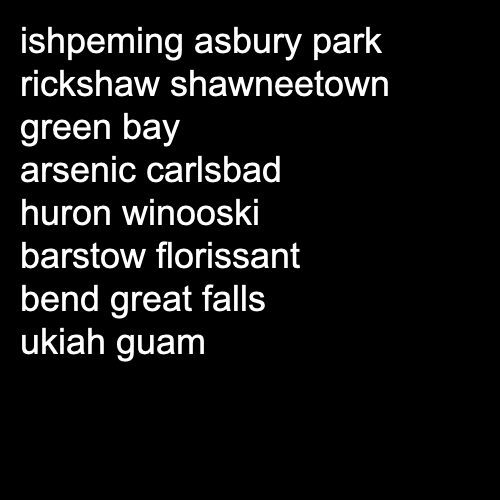 ishpeming asbury park
rickshaw shawneetown
green bay
arsenic carlsbad
huron winooski
barstow florissant
bend great falls
ukiah guam